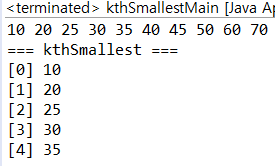 <terminated> kthSmallestMain [Java Ap
10 20 25 30 35 40 45 50 60 70
=== kthSmallest ===
[0] 10
[1] 20
[2] 25
[3] 30
[4] 35